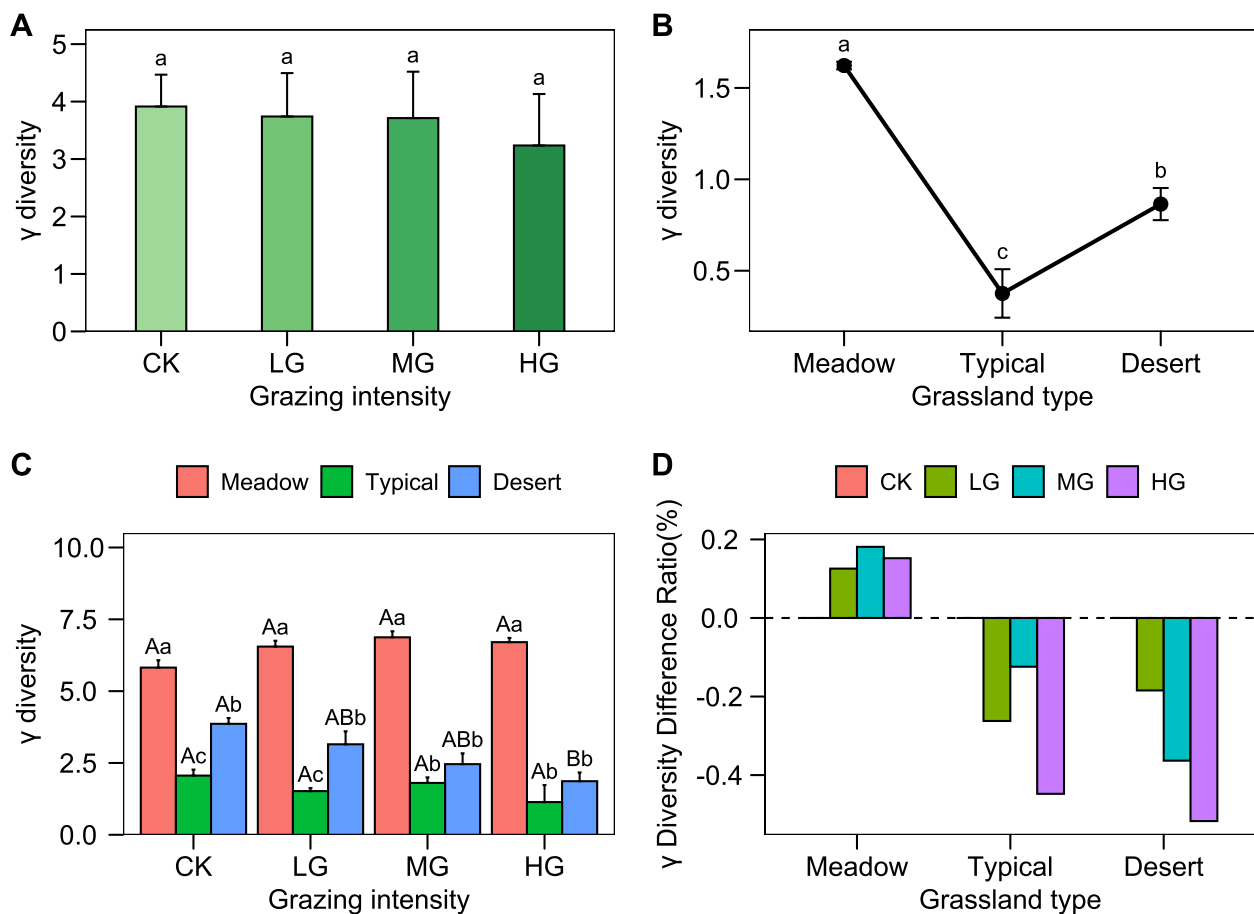 A
γ diversity
5
4
3
2
1
0
a a a a
CK LG MG HG
Grazing intensity
B
γ diversity
1.5
1.0
0.5
a
b
c
Meadow Typical Desert
Grassland type
C
Meadow Typical Desert
γ diversity
10.0
7.5
5.0
2.5
0.0
Aa Ac Ab
Aa Ac ABb
Aa Ab ABb
Aa Ab Bb
CK LG MG HG
Grazing intensity
D
CK LG MG HG
γ Diversity Difference Ratio(%)
0.2
0.0
-0.2
-0.4
Meadow Typical Desert
Grassland type